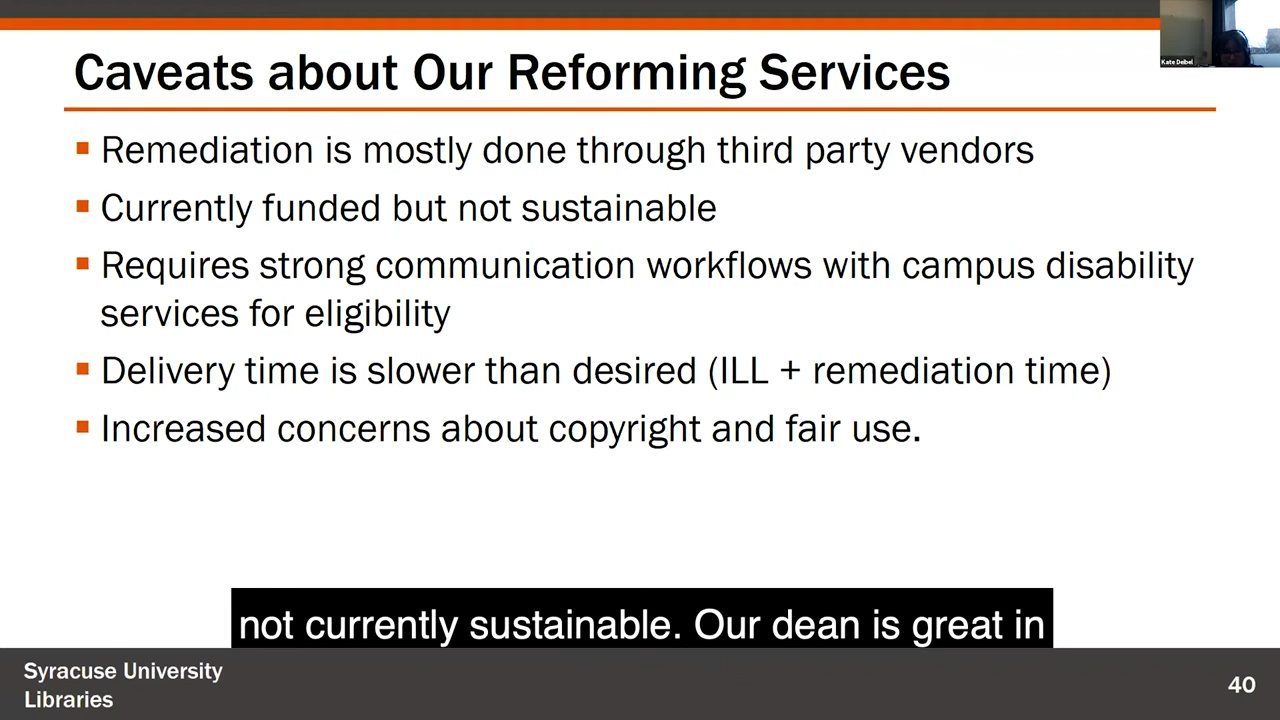 Caveats about Our Reforming Services
Kate Deibel
▪ Remediation is mostly done through third party vendors
▪ Currently funded but not sustainable
▪ Requires strong communication workflows with campus disability
services for eligibility
▪ Delivery time is slower than desired (ILL + remediation time)
▪ Increased concerns about copyright and fair use.
not currently sustainable. Our dean is great in
Syracuse University
Libraries
40